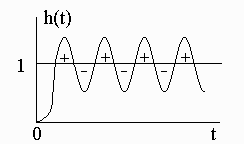 h(t)
+ + + +
1
- - -
0 t